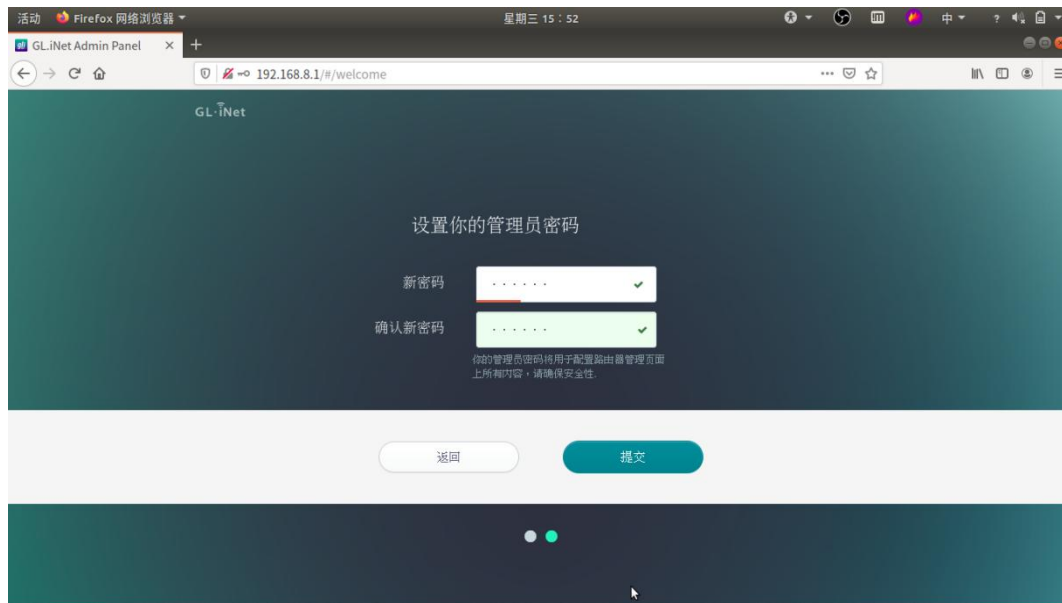 活动 Firefox 网络浏览器 星期三 15：52 中 ?
GL.iNet Admin Panel
192.168.8.1/#/welcome
GL·iNet
设置你的管理员密码
新密码 ······
确认新密码 ······
你的管理员密码将用于配置路由器管理页面
上所有内容，请确保安全性.
返回 提交